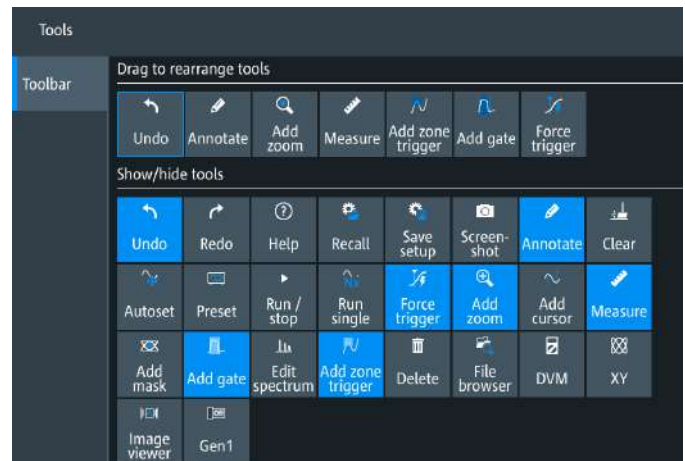 Tools
Toolbar
Drag to rearrange tools
Undo
Annotate
Add zoom
Measure
Add zone trigger
Add gate
Force trigger
Show/hide tools
Undo
Redo
Help
Recall
Save setup
Screen-shot
Annotate
Clear
Autoset
Preset
Run / stop
Run single
Force trigger
Add zoom
Add cursor
Measure
Add mask
Add gate
Edit spectrum
Add zone trigger
Delete
File browser
DVM
XY
Image viewer
Gen1